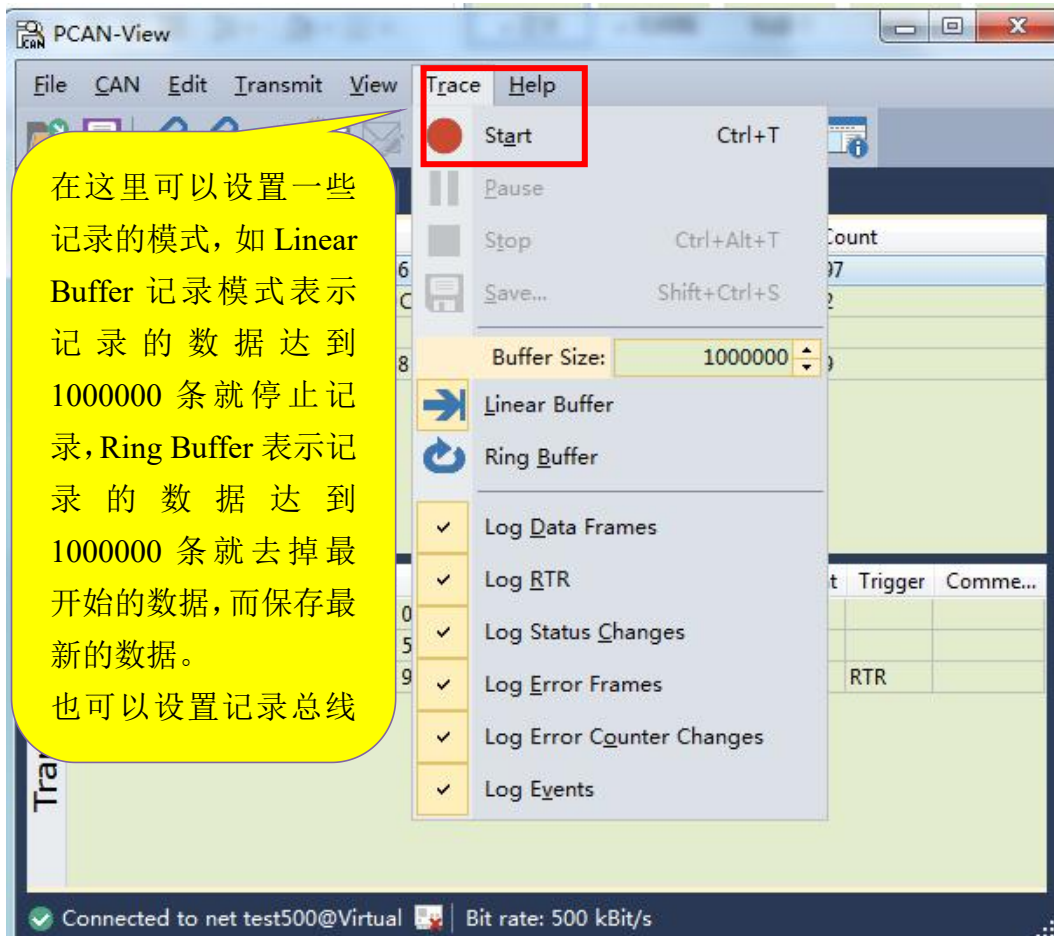 PCAN-View
File CAN Edit Transmit View Trace Help
Start Ctrl+T
Pause
Stop Ctrl+Alt+T
Save... Shift+Ctrl+S
Buffer Size: 1000000
Linear Buffer
Ring Buffer
Log Data Frames
Log RTR
Log Status Changes
Log Error Frames
Log Error Counter Changes
Log Events
在这里可以设置一些
记录的模式，如 Linear
Buffer 记录模式表示
记录的数据达到
1000000 条就停止记
录，Ring Buffer 表示记
录的数据达到
1000000 条就去掉最
开始的数据，而保存最
新的数据。
也可以设置记录总线
6
C
8
Trigger Comme...
0
5
9 RTR
Connected to net test500@Virtual Bit rate: 500 kBit/s